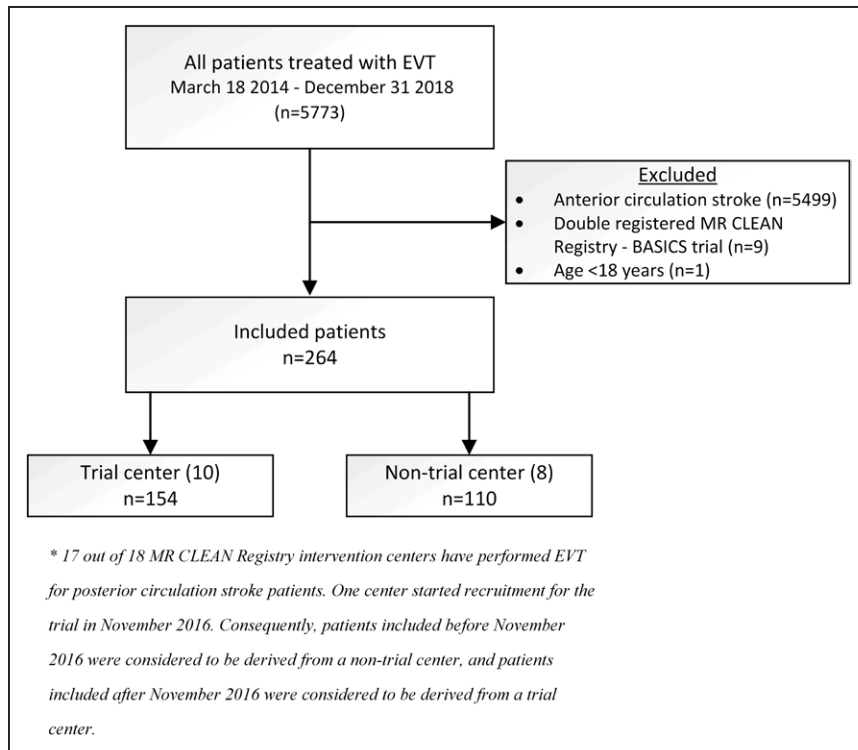 All patients treated with EVT
March 18 2014 - December 31 2018
(n=5773)
Excluded
• Anterior circulation stroke (n=5499)
• Double registered MR CLEAN
Registry - BASICS trial (n=9)
• Age <18 years (n=1)
Included patients
n=264
Trial center (10)
n=154
Non-trial center (8)
n=110
* 17 out of 18 MR CLEAN Registry intervention centers have performed EVT
for posterior circulation stroke patients. One center started recruitment for the
trial in November 2016. Consequently, patients included before November
2016 were considered to be derived from a non-trial center, and patients
included after November 2016 were considered to be derived from a trial
center.